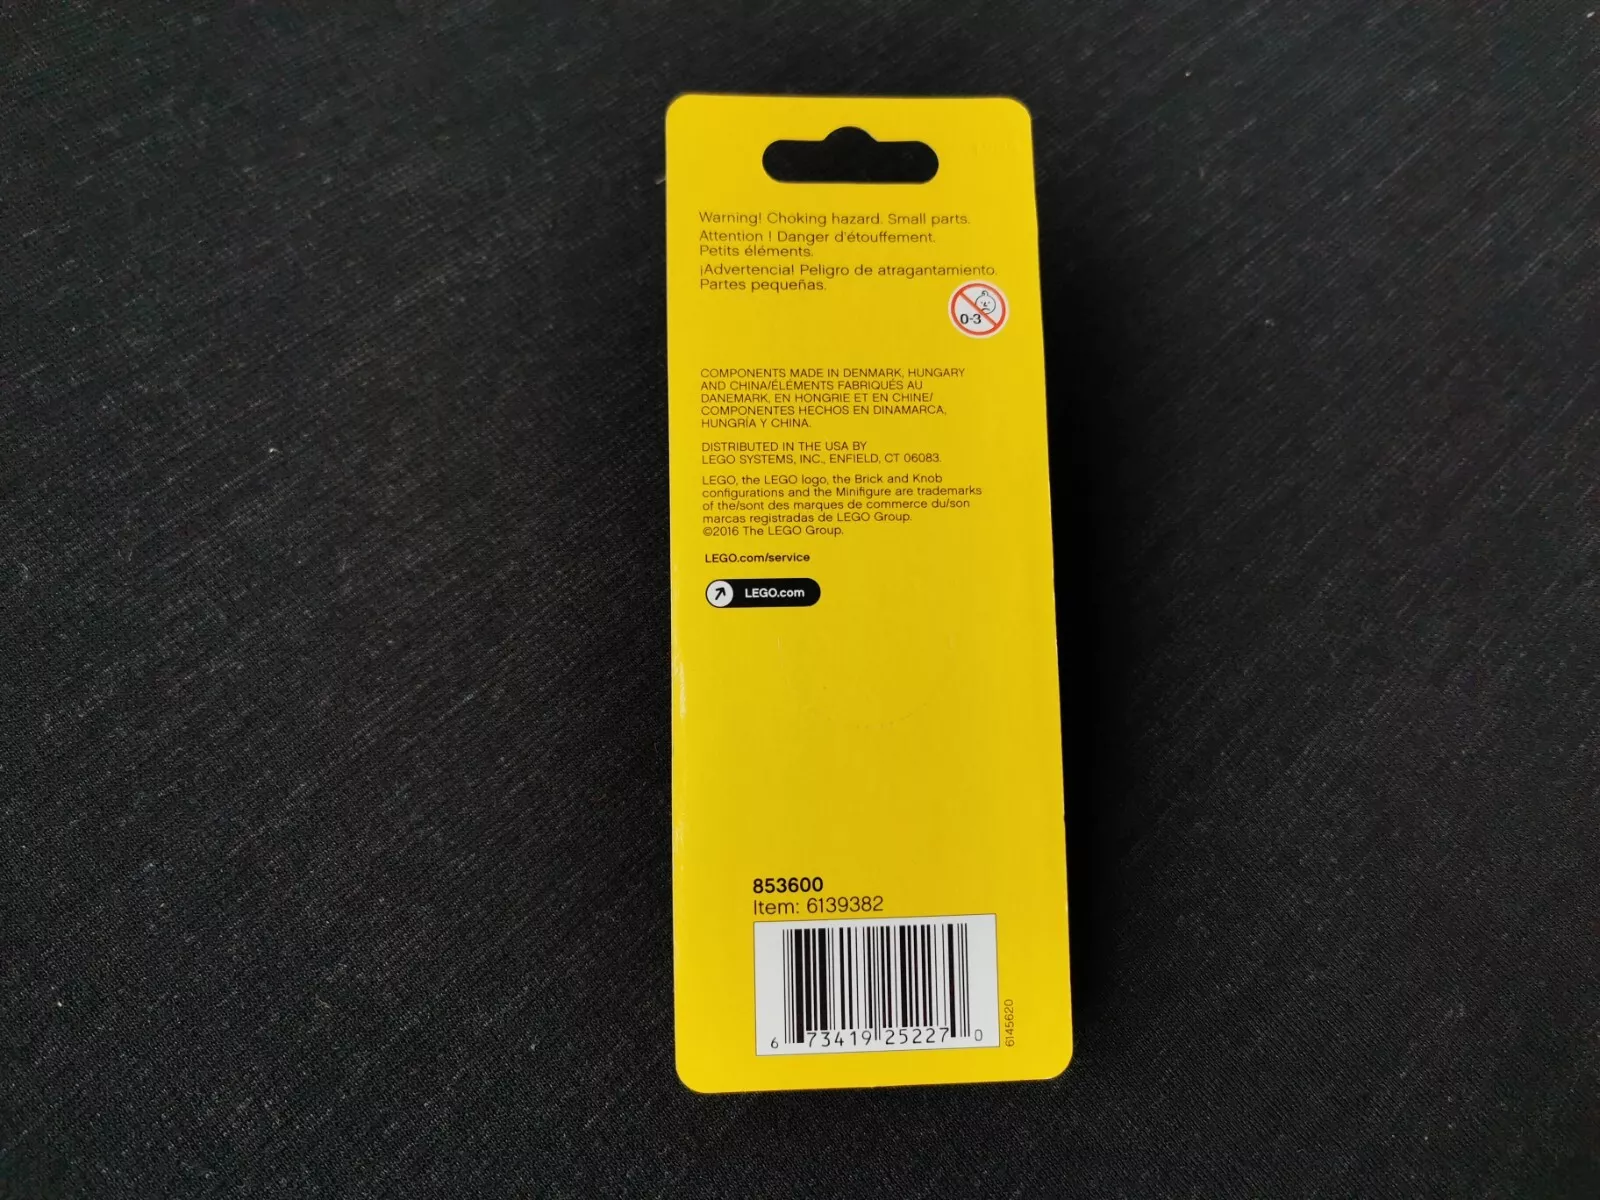 Warning! Choking hazard. Small parts.
Attention ! Danger d'étouffement.
Petits éléments.
¡Advertencia! Peligro de atragantamiento.
Partes pequeñas.
0-3
COMPONENTS MADE IN DENMARK, HUNGARY
AND CHINA/ÉLÉMENTS FABRIQUÉS AU
DANEMARK, EN HONGRIE ET EN CHINE/
COMPONENTES HECHOS EN DINAMARCA,
HUNGRÍA Y CHINA.
DISTRIBUTED IN THE USA BY
LEGO SYSTEMS, INC., ENFIELD, CT 06083.
LEGO, the LEGO logo, the Brick and Knob
configurations and the Minifigure are trademarks
of the/sont des marques de commerce du/son
marcas registradas de LEGO Group.
©2016 The LEGO Group.
LEGO.com/service
LEGO.com
853600
Item: 6139382
6 73419 25227 0
6145620